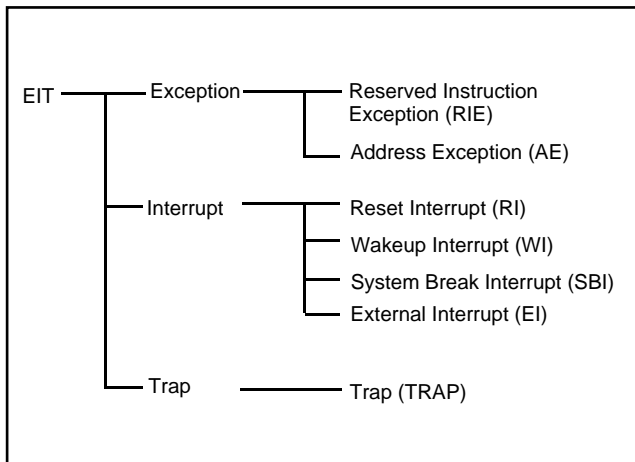 EIT
Exception
Reserved Instruction
Exception (RIE)
Address Exception (AE)
Interrupt
Reset Interrupt (RI)
Wakeup Interrupt (WI)
System Break Interrupt (SBI)
External Interrupt (EI)
Trap
Trap (TRAP)